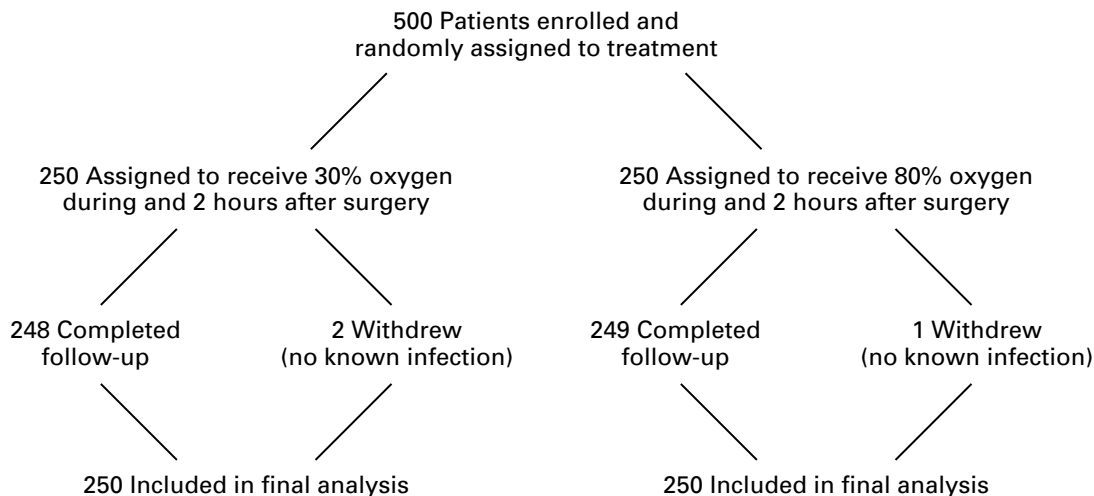 500 Patients enrolled and
randomly assigned to treatment
250 Assigned to receive 30% oxygen
during and 2 hours after surgery
250 Assigned to receive 80% oxygen
during and 2 hours after surgery
248 Completed
follow-up
2 Withdrew
(no known infection)
249 Completed
follow-up
1 Withdrew
(no known infection)
250 Included in final analysis
250 Included in final analysis